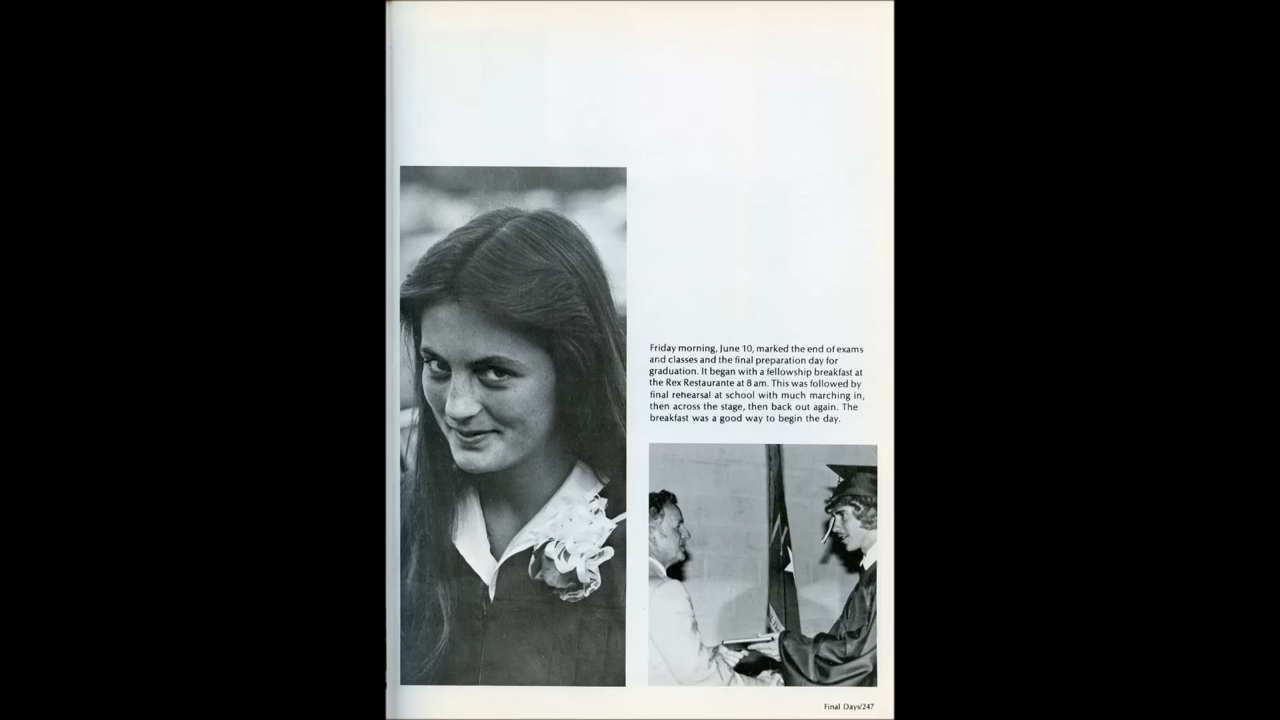 Friday morning, June 10, marked the end of exams
and classes and the final preparation day for
graduation. It began with a fellowship breakfast at
the Rex Restaurante at 8 am. This was followed by
final rehearsal at school with much marching in,
then across the stage, then back out again. The
breakfast was a good way to begin the day.
Final Days/247